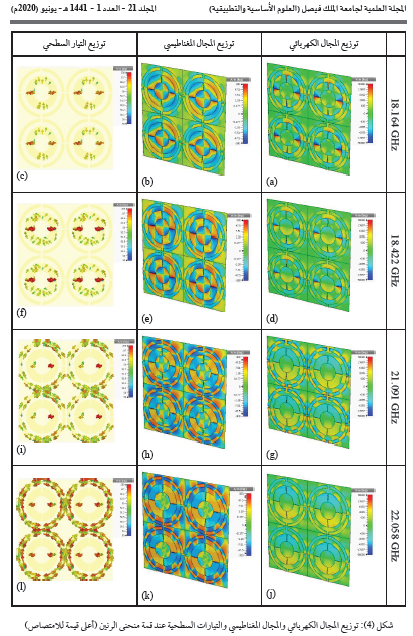 المجلة العلمية لجامعة الملك فيصل (العلوم الأساسية والتطبيقية)
المجلد 21 - العدد 1 - 1441 هـ - يونيو (2020م)
توزيع المجال الكهربائي
توزيع المجال المغناطيسي
توزيع التيار السطحي
18.164 GHz
(a)
(b)
(c)
18.422 GHz
(d)
(e)
(f)
21.091 GHz
(g)
(h)
(i)
22.058 GHz
(j)
(k)
(l)
شكل (4): توزيع المجال الكهربائي والمجال المغناطيسي والتيارات السطحية عند قمة منحنى الرنين (أعلى قيمة للامتصاص)